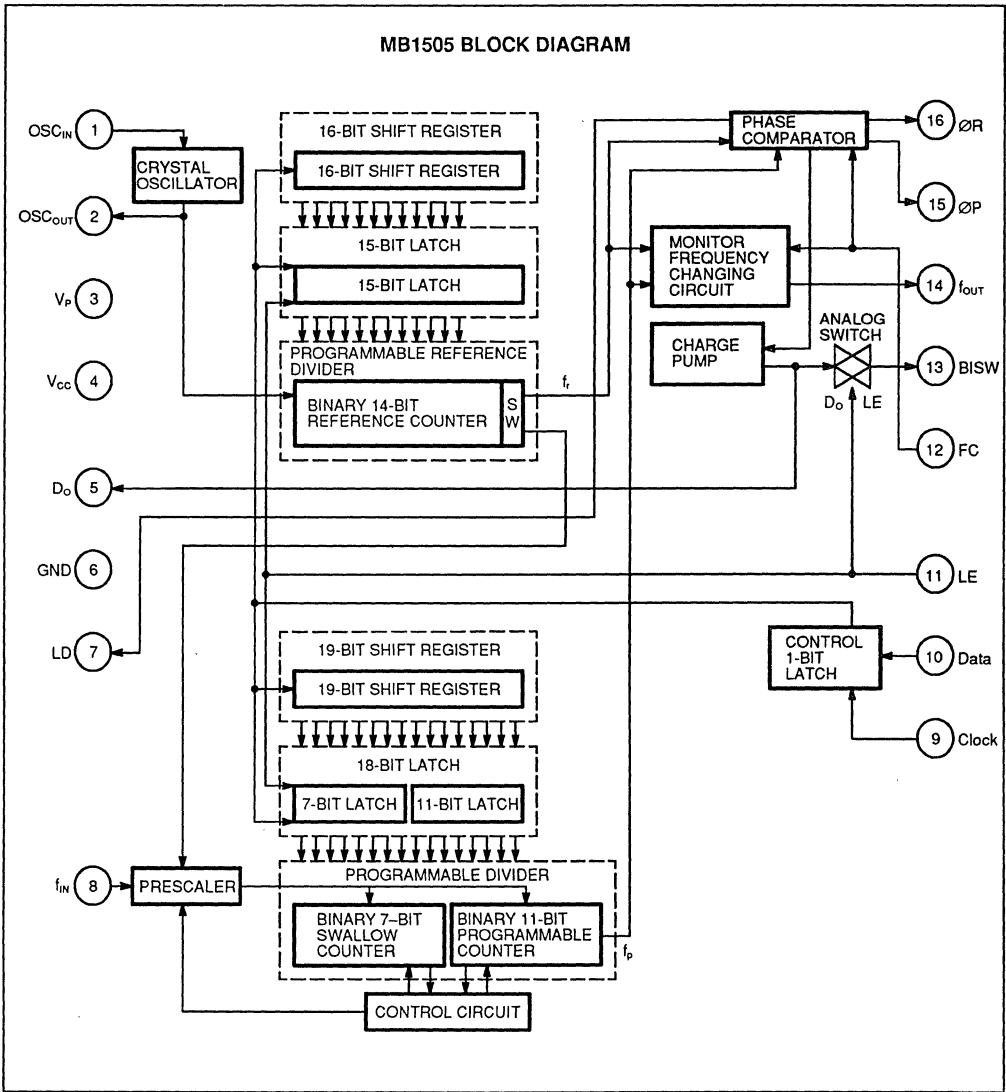 MB1505 BLOCK DIAGRAM
OSCIN 1
CRYSTAL
OSCILLATOR
OSCOUT 2
VP 3
VCC 4
DO 5
GND 6
LD 7
fIN 8
PRESCALER
16-BIT SHIFT REGISTER
16-BIT SHIFT REGISTER
15-BIT LATCH
15-BIT LATCH
PROGRAMMABLE REFERENCE
DIVIDER
BINARY 14-BIT
REFERENCE COUNTER
S
W
fr
19-BIT SHIFT REGISTER
19-BIT SHIFT REGISTER
18-BIT LATCH
7-BIT LATCH
11-BIT LATCH
PROGRAMMABLE DIVIDER
BINARY 7–BIT
SWALLOW
COUNTER
BINARY 11-BIT
PROGRAMMABLE
COUNTER
fp
CONTROL CIRCUIT
PHASE
COMPARATOR
MONITOR
FREQUENCY
CHANGING
CIRCUIT
CHARGE
PUMP
ANALOG
SWITCH
DO LE
CONTROL
1-BIT
LATCH
16 ØR
15 ØP
14 fOUT
13 BISW
12 FC
11 LE
10 Data
9 Clock